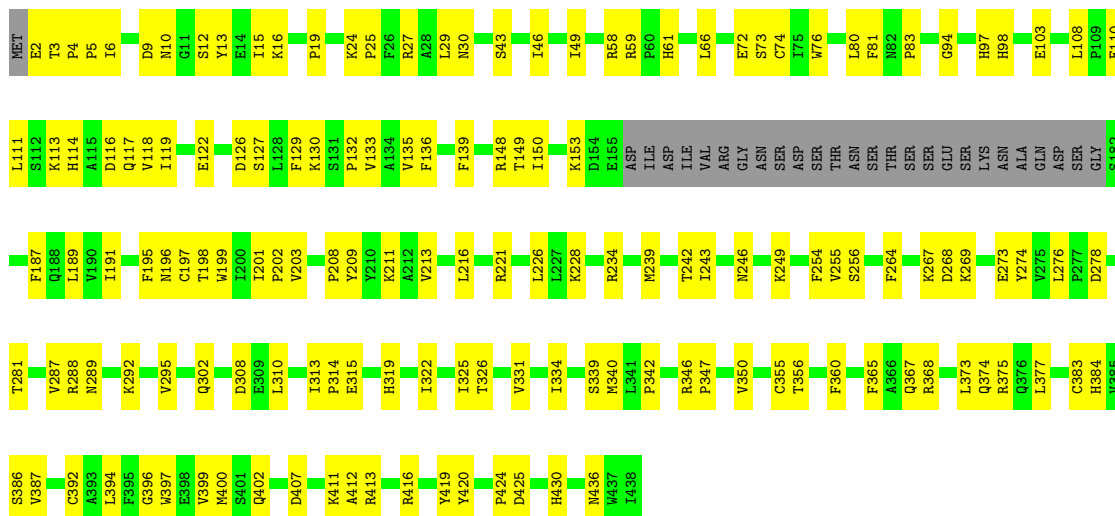 MET E2 T3 P4 P5 I6 D9 N10 G11 S12 Y13 E14 I15 K16 P19 K24 P25 F26 R27 A28 L29 N30 S43 I46 I49 R58 R59 P60 H61 L66 E72 S73 C74 I75 W76 L80 F81 N82 P83 G94 H97 H98 E103 L108 P109 E110
L111 S112 K113 H114 A115 D116 Q117 V118 I119 E122 D126 S127 L128 F129 K130 S131 P132 V133 A134 V135 F136 F139 R148 T149 I150 K153 D154 E155 ASP ILE ASP ILE VAL ARG GLY ASN SER ASP SER THR ASN SER THR SER SER GLU SER LYS ASN ALA GLN ASP SER GLY S182
F187 Q188 L189 V190 I191 F195 N196 C197 T198 W199 I200 I201 P202 V203 P208 Y209 Y210 K211 A212 V213 L216 R221 L226 L227 K228 R234 M239 T242 I243 N246 K249 F254 V255 S256 F264 K267 D268 K269 E273 Y274 V275 L276 P277 D278
T281 V287 R288 N289 K292 V295 Q302 D308 E309 L310 I313 P314 E315 H319 I322 I325 T326 V331 I334 S339 M340 L341 P342 R346 P347 V350 C355 T356 F360 F365 A366 Q367 R368 L373 Q374 R375 Q376 L377 C383 H384 V385
S386 V387 C392 A393 L394 F395 G396 W397 E398 V399 M400 S401 Q402 D407 K411 A412 R413 R416 Y419 Y420 P424 D425 H430 N436 W437 I438